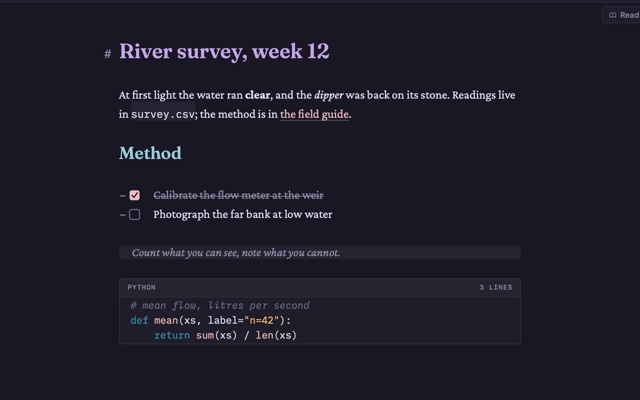 Read
# River survey, week 12
At first light the water ran clear, and the dipper was back on its stone. Readings live
in survey.csv; the method is in the field guide.
Method
– Calibrate the flow meter at the weir
– Photograph the far bank at low water
Count what you can see, note what you cannot.
PYTHON 3 LINES
# mean flow, litres per second
def mean(xs, label="n=42"):
    return sum(xs) / len(xs)